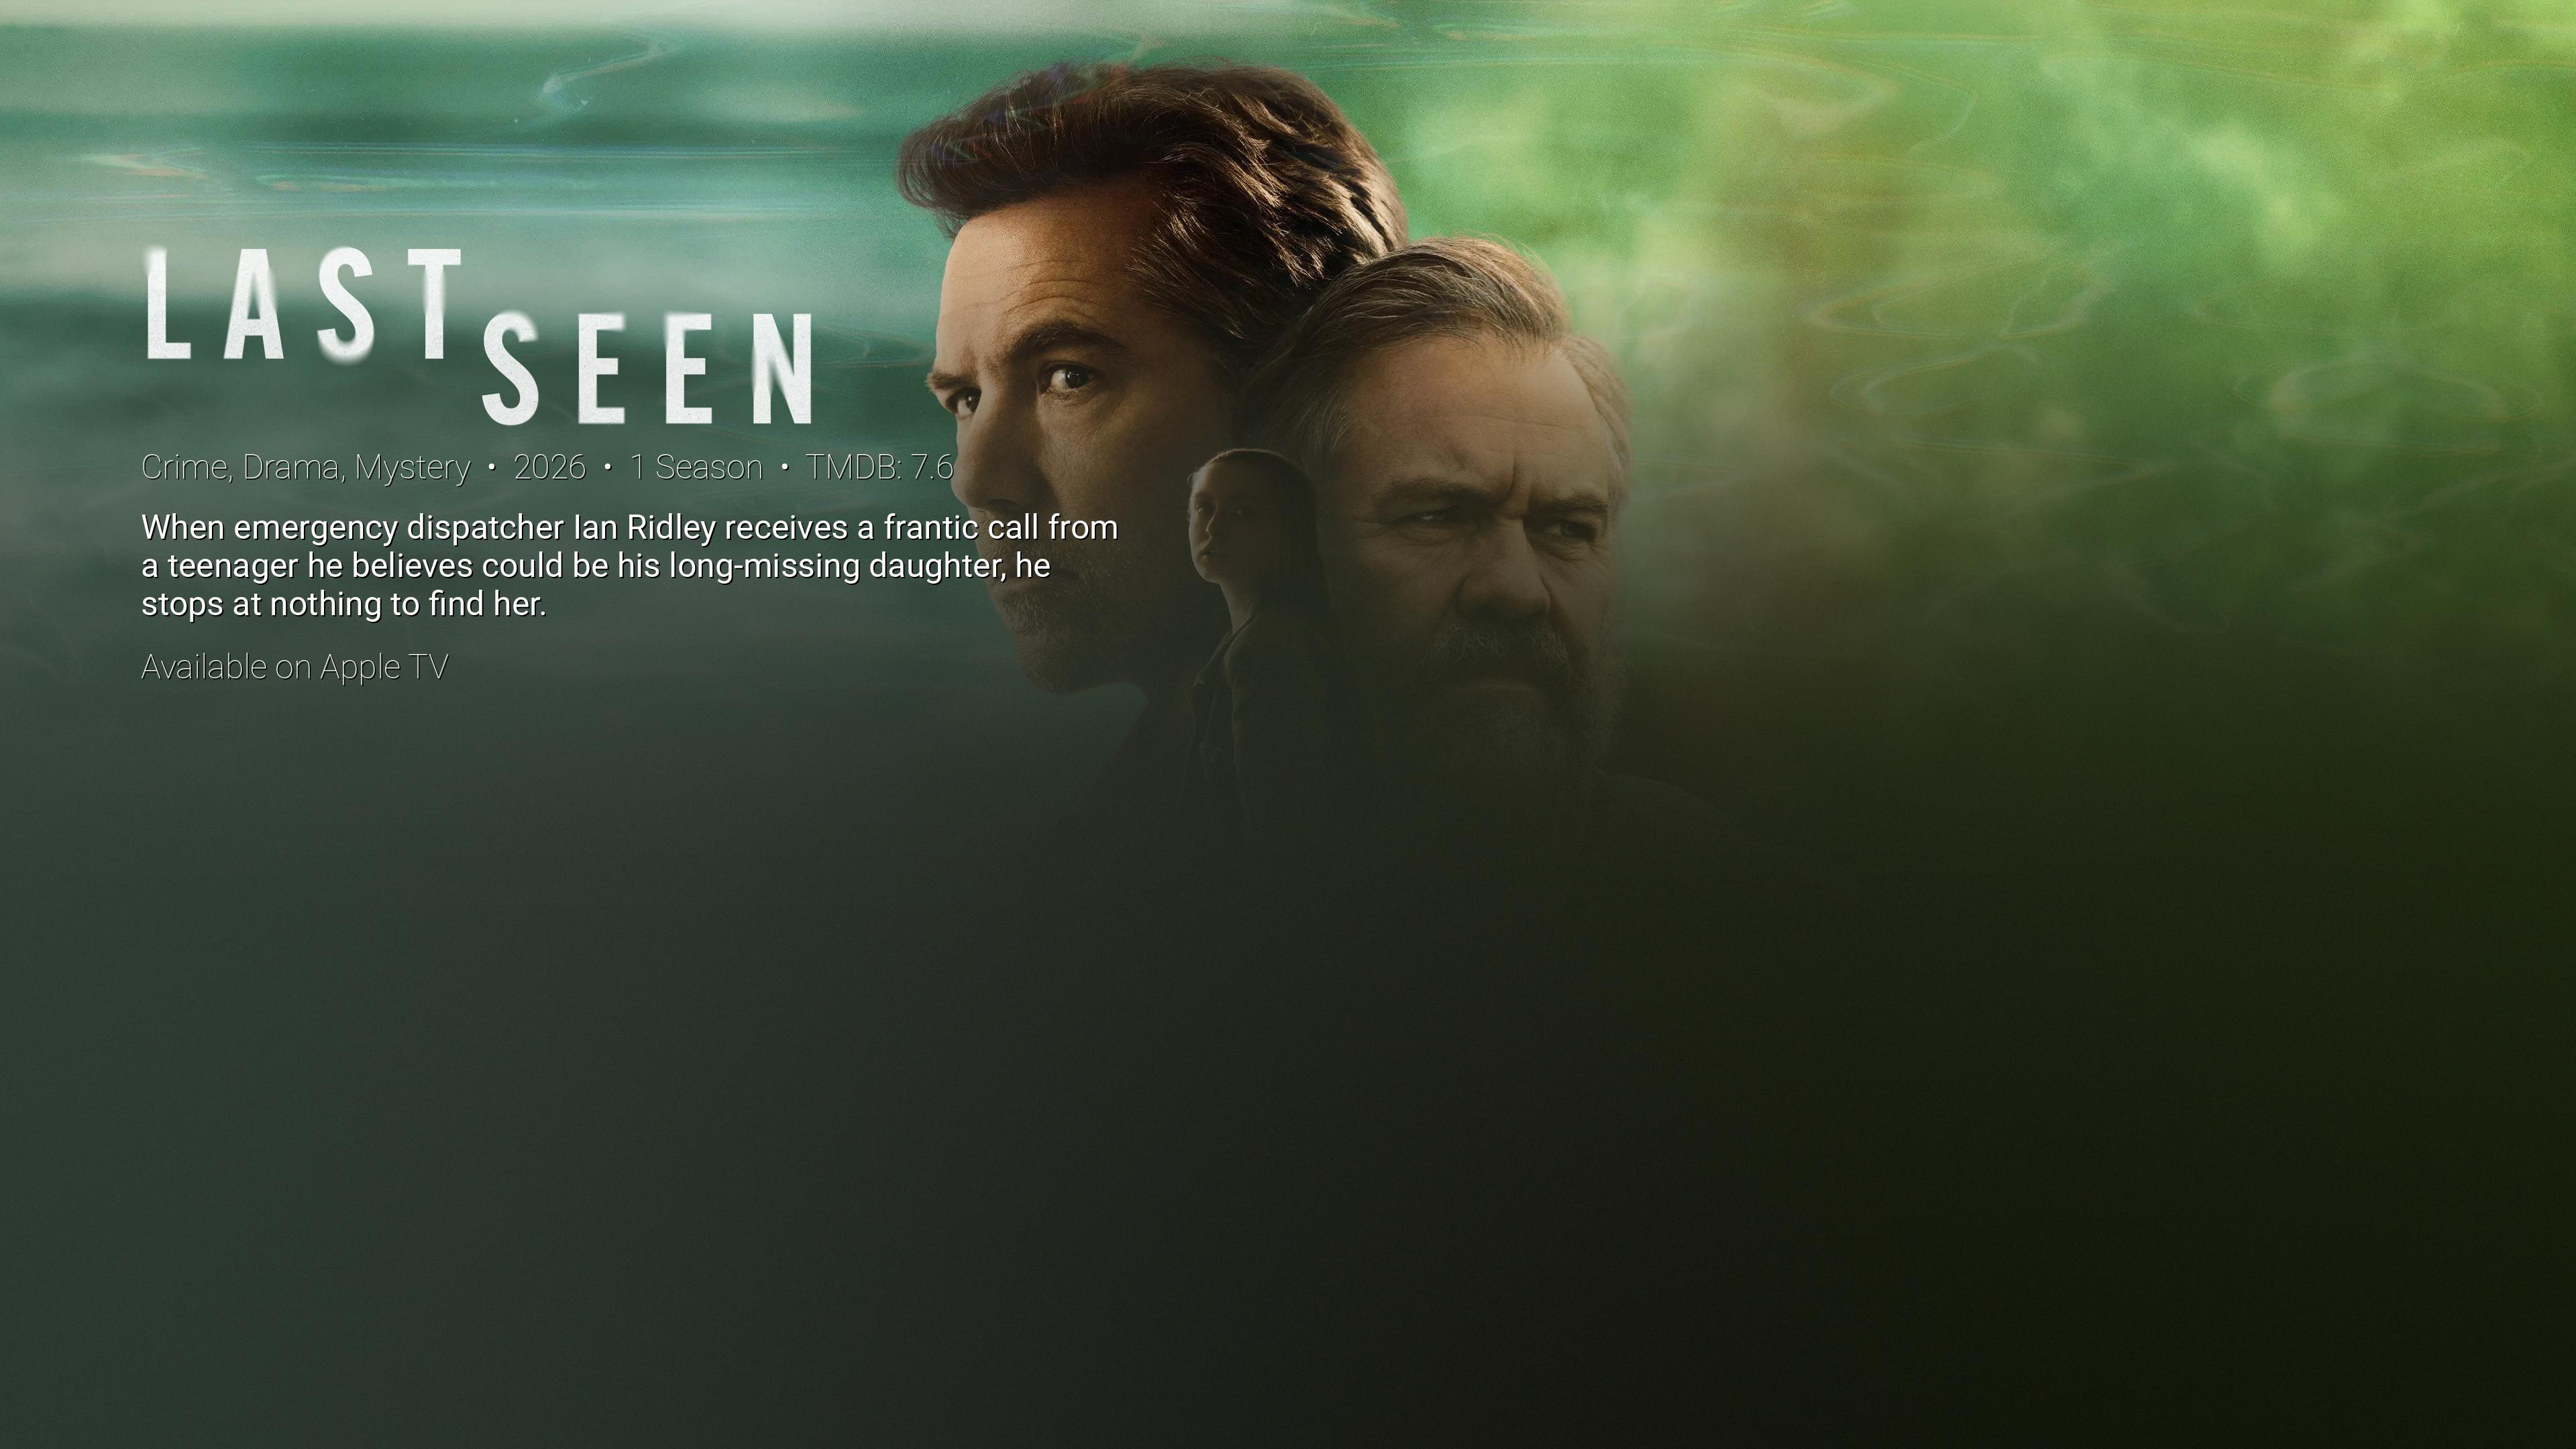 LAST SEEN
Crime, Drama, Mystery • 2026 • 1 Season • TMDB: 7.6
When emergency dispatcher Ian Ridley receives a frantic call from
a teenager he believes could be his long-missing daughter, he
stops at nothing to find her.
Available on Apple TV